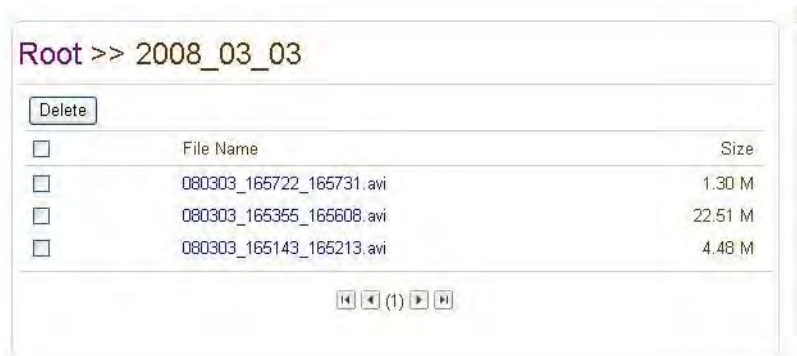 Root >> 2008_03_03
Delete
File Name Size
080303_165722_165731.avi 1.30 M
080303_165355_165608.avi 22.51 M
080303_165143_165213.avi 4.48 M
(1)